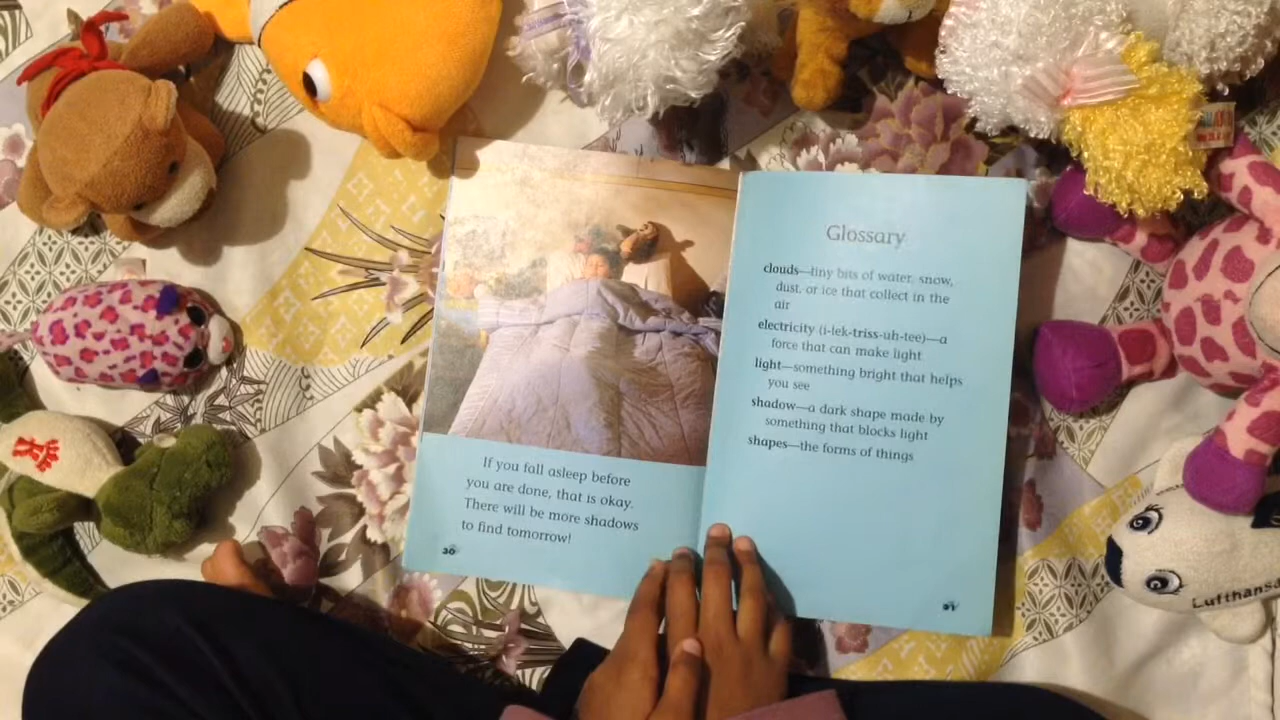 If you fall asleep before
you are done, that is okay.
There will be more shadows
to find tomorrow!
30
Glossary
clouds—tiny bits of water, snow,
dust, or ice that collect in the
air
electricity (i-lek-triss-uh-tee)—a
force that can make light
light—something bright that helps
you see
shadow—a dark shape made by
something that blocks light
shapes—the forms of things
31
Lufthansa